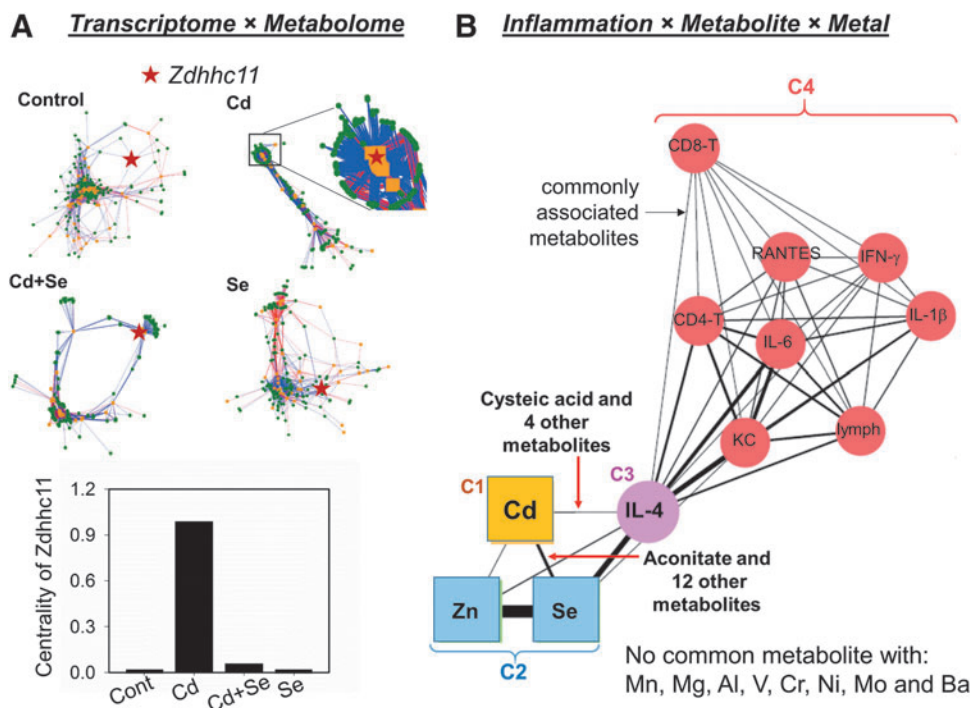 A
Transcriptome × Metabolome
Zdhhc11
Control
Cd
Cd+Se
Se
Centrality of Zdhhc11
1.2
0.9
0.6
0.3
0.0
Cont
Cd
Cd+Se
Se
B
Inflammation × Metabolite × Metal
C4
CD8-T
commonly
associated
metabolites
RANTES
IFN-γ
CD4-T
IL-6
IL-1β
KC
lymph
Cysteic acid and
4 other
metabolites
C1
Cd
C3
IL-4
Aconitate and
12 other
metabolites
Zn
Se
C2
No common metabolite with:
Mn, Mg, Al, V, Cr, Ni, Mo and Ba